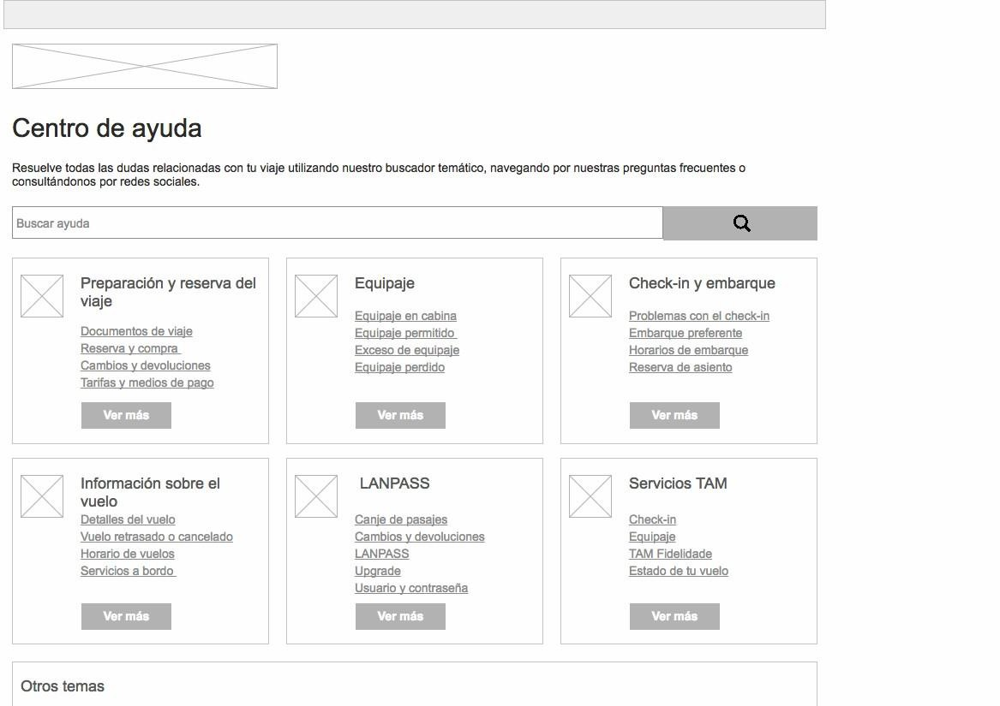 Centro de ayuda
Resuelve todas las dudas relacionadas con tu viaje utilizando nuestro buscador temático, navegando por nuestras preguntas frecuentes o
consultándonos por redes sociales.
Buscar ayuda
Preparación y reserva del
viaje
Documentos de viaje
Reserva y compra
Cambios y devoluciones
Tarifas y medios de pago
Ver más
Equipaje
Equipaje en cabina
Equipaje permitido
Exceso de equipaje
Equipaje perdido
Ver más
Check-in y embarque
Problemas con el check-in
Embarque preferente
Horarios de embarque
Reserva de asiento
Ver más
Información sobre el
vuelo
Detalles del vuelo
Vuelo retrasado o cancelado
Horario de vuelos
Servicios a bordo
Ver más
LANPASS
Canje de pasajes
Cambios y devoluciones
LANPASS
Upgrade
Usuario y contraseña
Ver más
Servicios TAM
Check-in
Equipaje
TAM Fidelidade
Estado de tu vuelo
Ver más
Otros temas